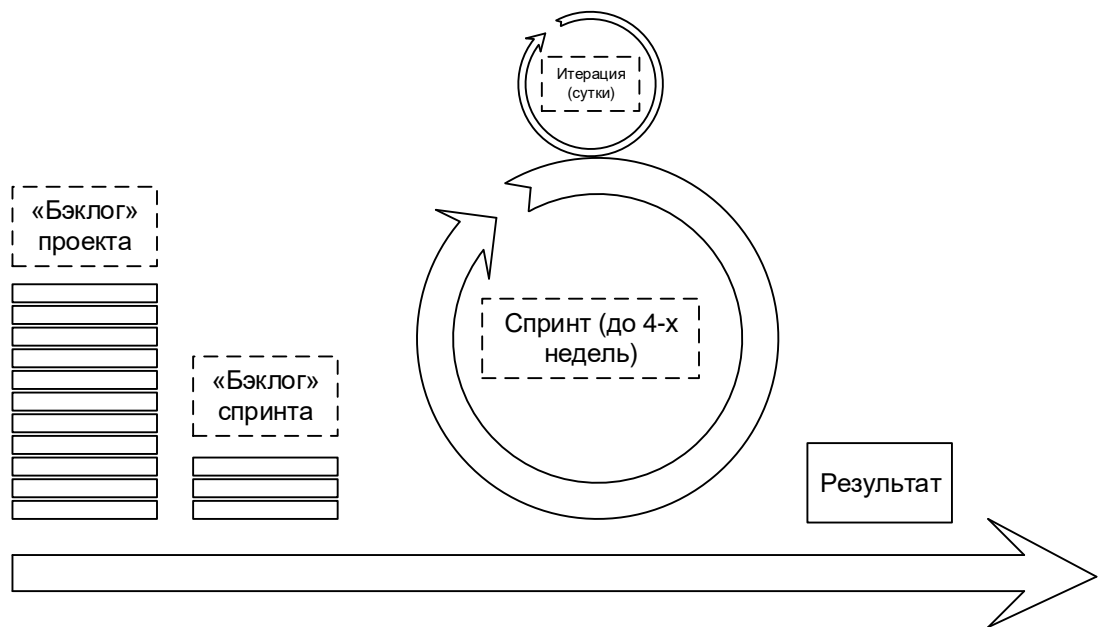 Итерация
(сутки)
«Бэклог»
проекта
Спринт (до 4-х
недель)
«Бэклог»
спринта
Результат